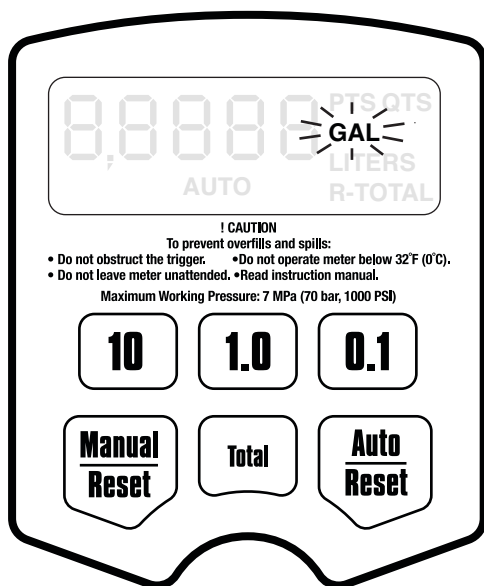 8,8888 PTS QTS
GAL
LITERS
AUTO R-TOTAL
! CAUTION
To prevent overfills and spills:
• Do not obstruct the trigger. •Do not operate meter below 32°F (0°C).
• Do not leave meter unattended. •Read instruction manual.
Maximum Working Pressure: 7 MPa (70 bar, 1000 PSI)
10 1.0 0.1
Manual
Reset
Total
Auto
Reset